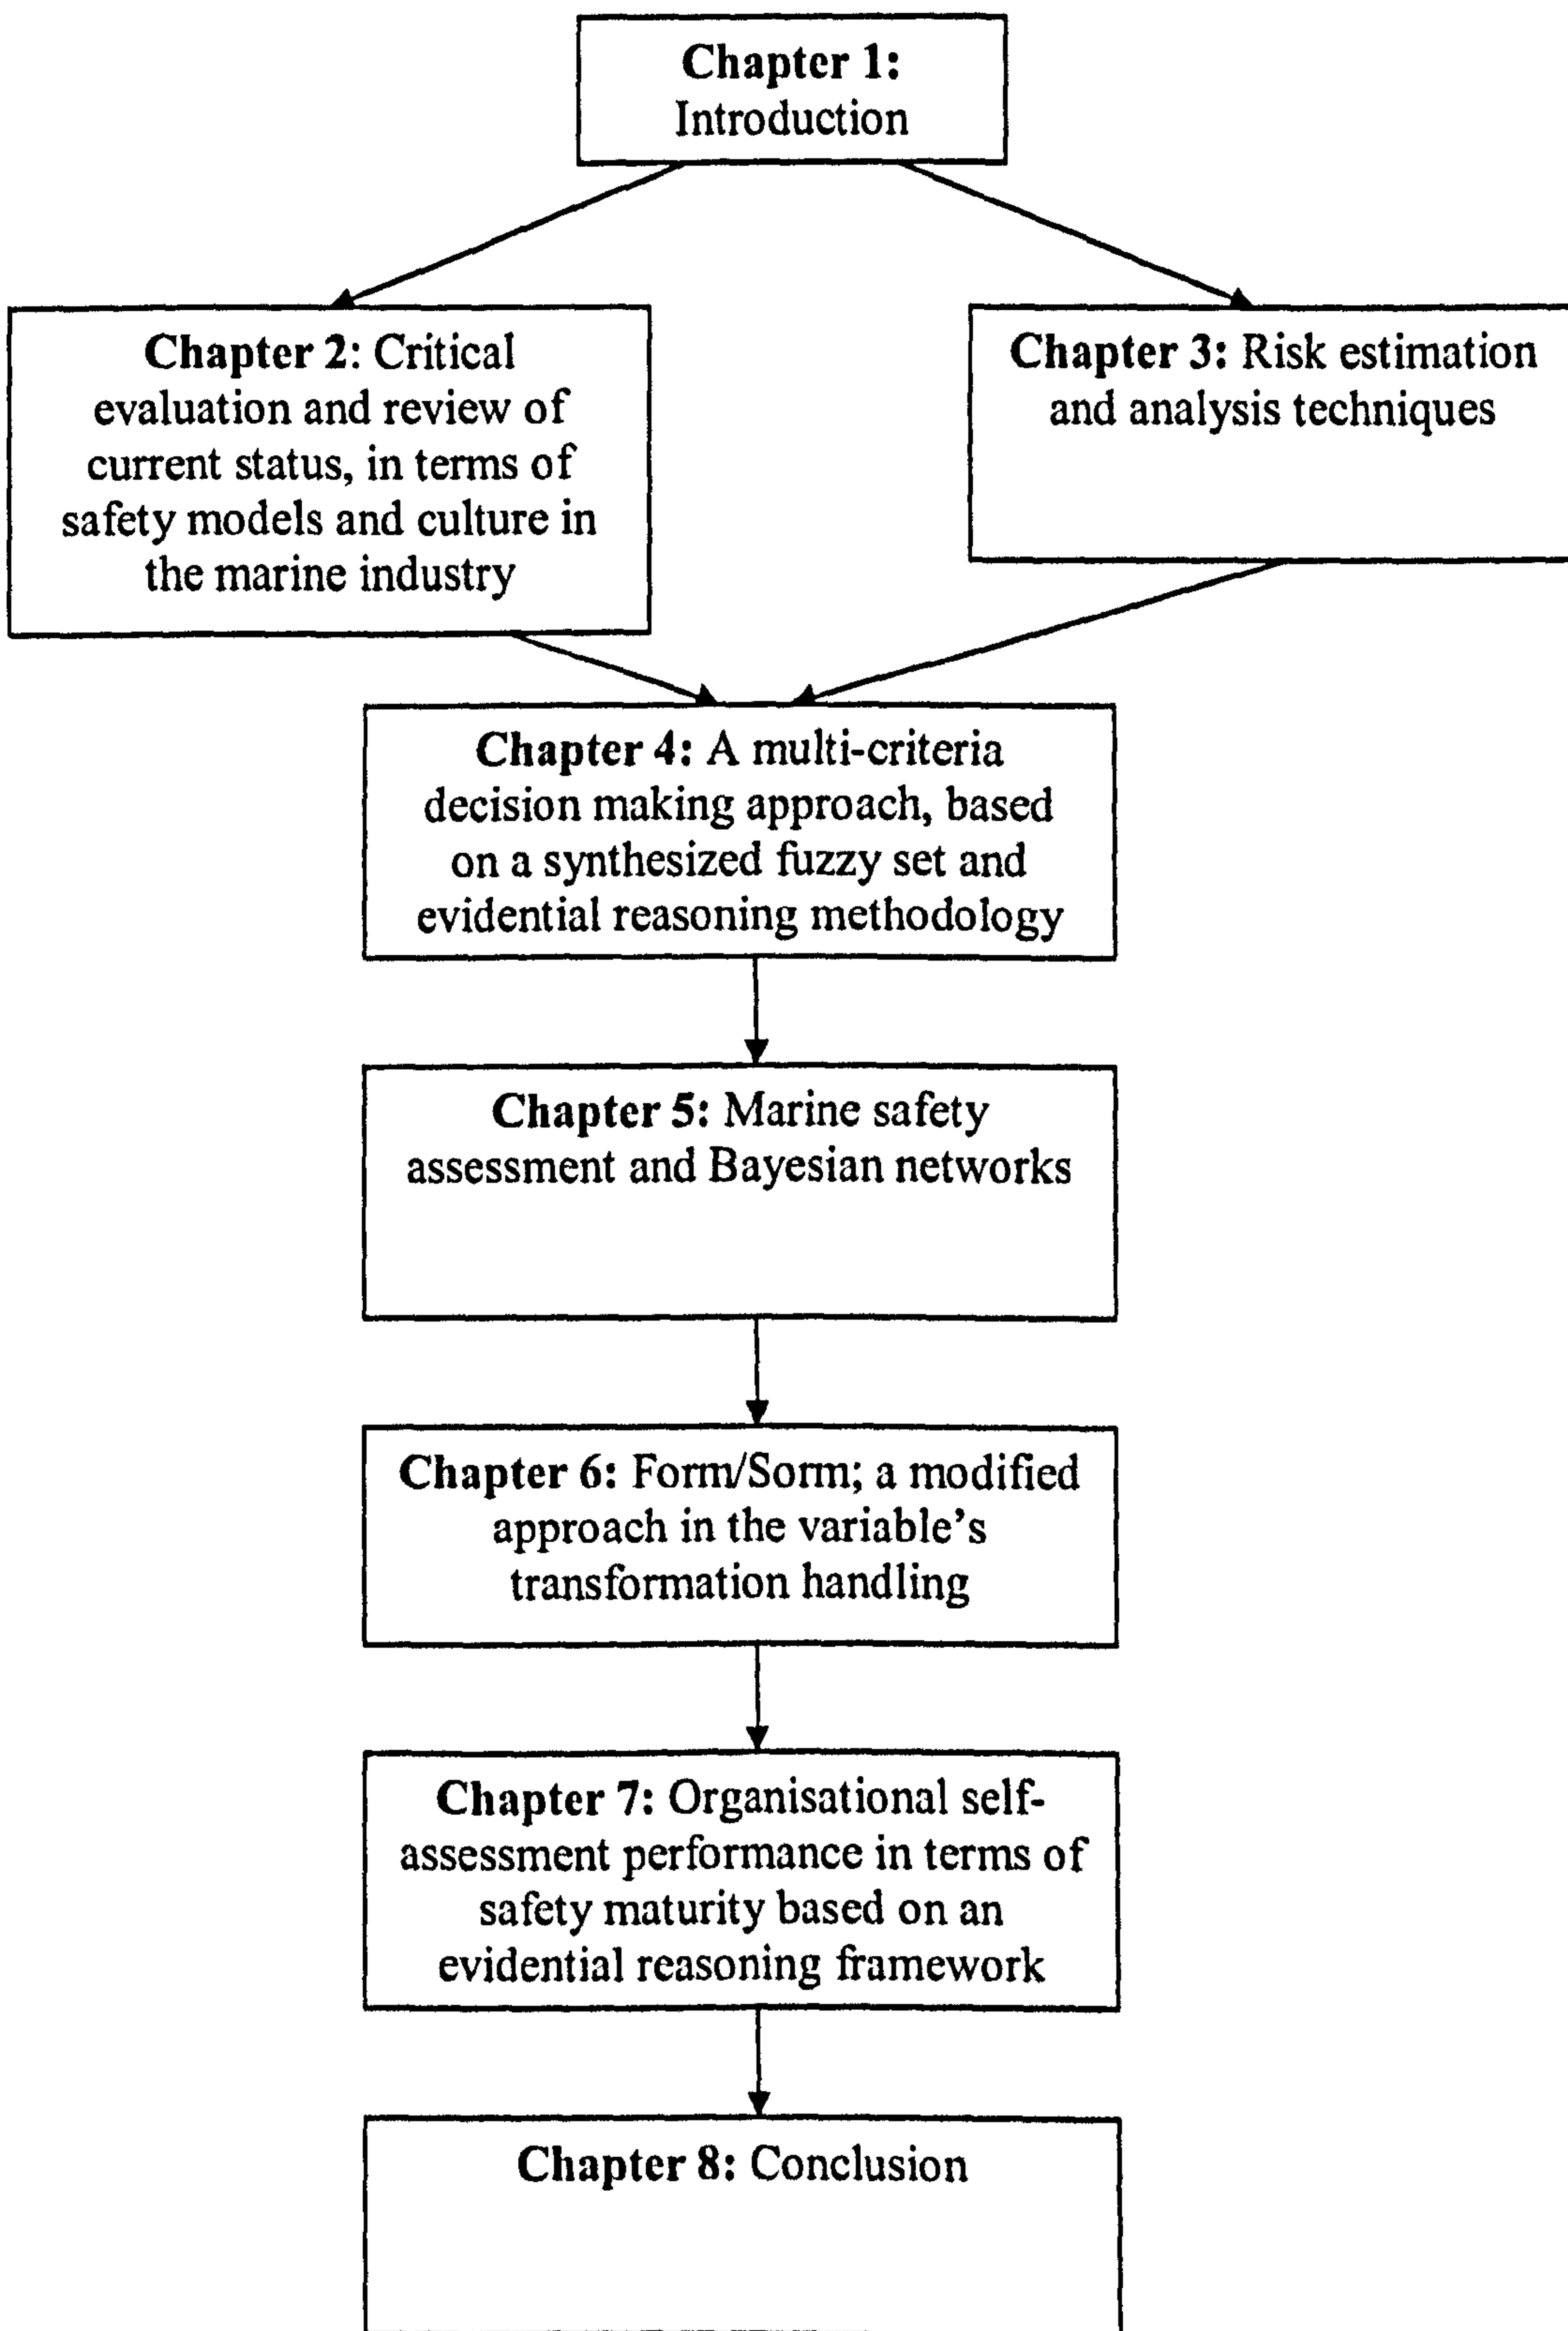 Chapter 1:
Introduction
Chapter 2: Critical
evaluation and review of
current status, in terms of
safety models and culture in
the marine industry
Chapter 3: Risk estimation
and analysis techniques
Chapter 4: A multi-criteria
decision making approach, based
on a synthesized fuzzy set and
evidential reasoning methodology
Chapter 5: Marine safety
assessment and Bayesian networks
Chapter 6: Form/Sorm; a modified
approach in the variable’s
transformation handling
Chapter 7: Organisational self-
assessment performance in terms of
safety maturity based on an
evidential reasoning framework
Chapter 8: Conclusion